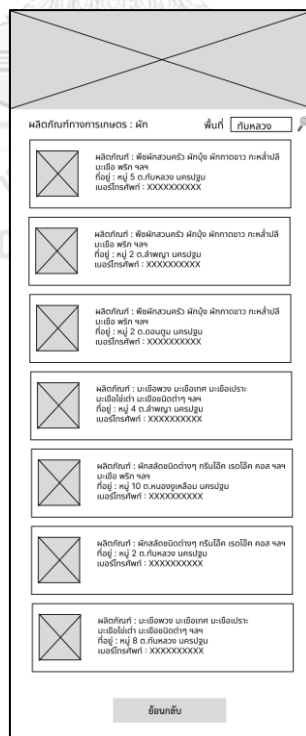 ผลิตภัณฑ์ทางการเกษตร : ผัก
พื้นที่ ทับหลวง
ผลิตภัณฑ์ : พืชผักสวนครัว ผักบุ้ง ผักกาดขาว กะหล่ำปลี
มะเขือ พริก ฯลฯ
ที่อยู่ : หมู่ 5 ต.ทับหลวง นครปฐม
เบอร์โทรศัพท์ : XXXXXXXXXX
ผลิตภัณฑ์ : พืชผักสวนครัว ผักบุ้ง ผักกาดขาว กะหล่ำปลี
มะเขือ พริก ฯลฯ
ที่อยู่ : หมู่ 2 ต.ลำพญา นครปฐม
เบอร์โทรศัพท์ : XXXXXXXXXX
ผลิตภัณฑ์ : พืชผักสวนครัว ผักบุ้ง ผักกาดขาว กะหล่ำปลี
มะเขือ พริก ฯลฯ
ที่อยู่ : หมู่ 2 ต.ดอนตูม นครปฐม
เบอร์โทรศัพท์ : XXXXXXXXXX
ผลิตภัณฑ์ : มะเขือพวง มะเขือเทศ มะเขือเปราะ
มะเขือไข่เต่า มะเขือชนิดต่างๆ ฯลฯ
ที่อยู่ : หมู่ 4 ต.ลำพญา นครปฐม
เบอร์โทรศัพท์ : XXXXXXXXXX
ผลิตภัณฑ์ : ผักสลัดชนิดต่างๆ กรีนโอ๊ค เรดโอ๊ค คอส ฯลฯ
มะเขือ พริก ฯลฯ
ที่อยู่ : หมู่ 10 ต.หนองงูเหลือม นครปฐม
เบอร์โทรศัพท์ : XXXXXXXXXX
ผลิตภัณฑ์ : ผักสลัดชนิดต่างๆ กรีนโอ๊ค เรดโอ๊ค คอส ฯลฯ
ที่อยู่ : หมู่ 2 ต.ทับหลวง นครปฐม
เบอร์โทรศัพท์ : XXXXXXXXXX
ผลิตภัณฑ์ : มะเขือพวง มะเขือเทศ มะเขือเปราะ
มะเขือไข่เต่า มะเขือชนิดต่างๆ ฯลฯ
ที่อยู่ : หมู่ 8 ต.ทับหลวง นครปฐม
เบอร์โทรศัพท์ : XXXXXXXXXX
ย้อนกลับ